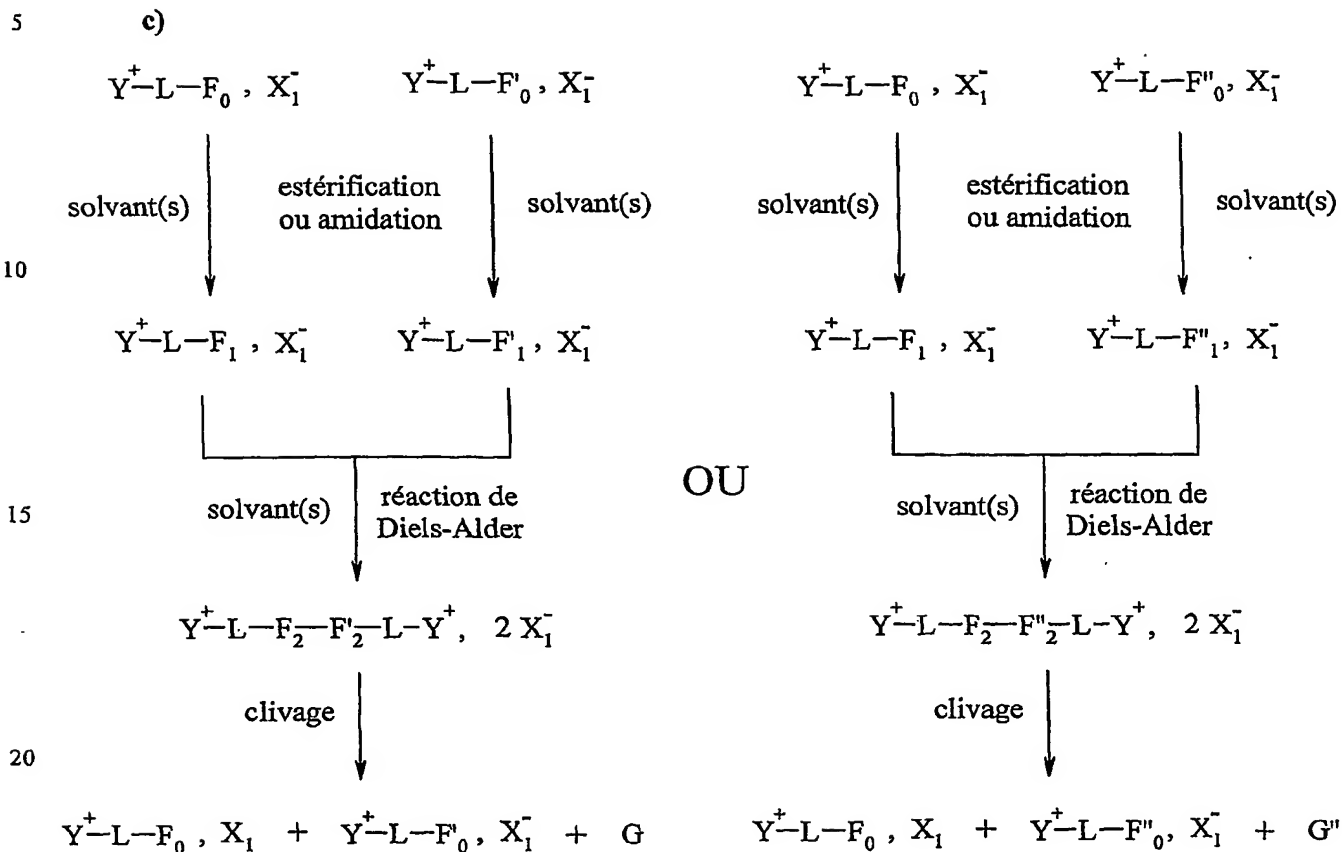 5 c)
Y⁺—L—F₀ , X₁⁻ Y⁺—L—F'₀, X₁⁻ Y⁺—L—F₀ , X₁⁻ Y⁺—L—F"₀, X₁⁻
solvant(s) estérification ou amidation solvant(s) solvant(s) estérification ou amidation solvant(s)
10
Y⁺—L—F₁ , X₁⁻ Y⁺—L—F'₁, X₁⁻ Y⁺—L—F₁ , X₁⁻ Y⁺—L—F"₁, X₁⁻
OU
15 solvant(s) réaction de Diels-Alder solvant(s) réaction de Diels-Alder
Y⁺—L—F₂—F'₂—L—Y⁺, 2 X₁⁻ Y⁺—L—F₂—F"₂—L—Y⁺, 2 X₁⁻
clivage clivage
20
Y⁺—L—F₀ , X₁ + Y⁺—L—F'₀, X₁⁻ + G Y⁺—L—F₀ , X₁ + Y⁺—L—F"₀, X₁⁻ + G"